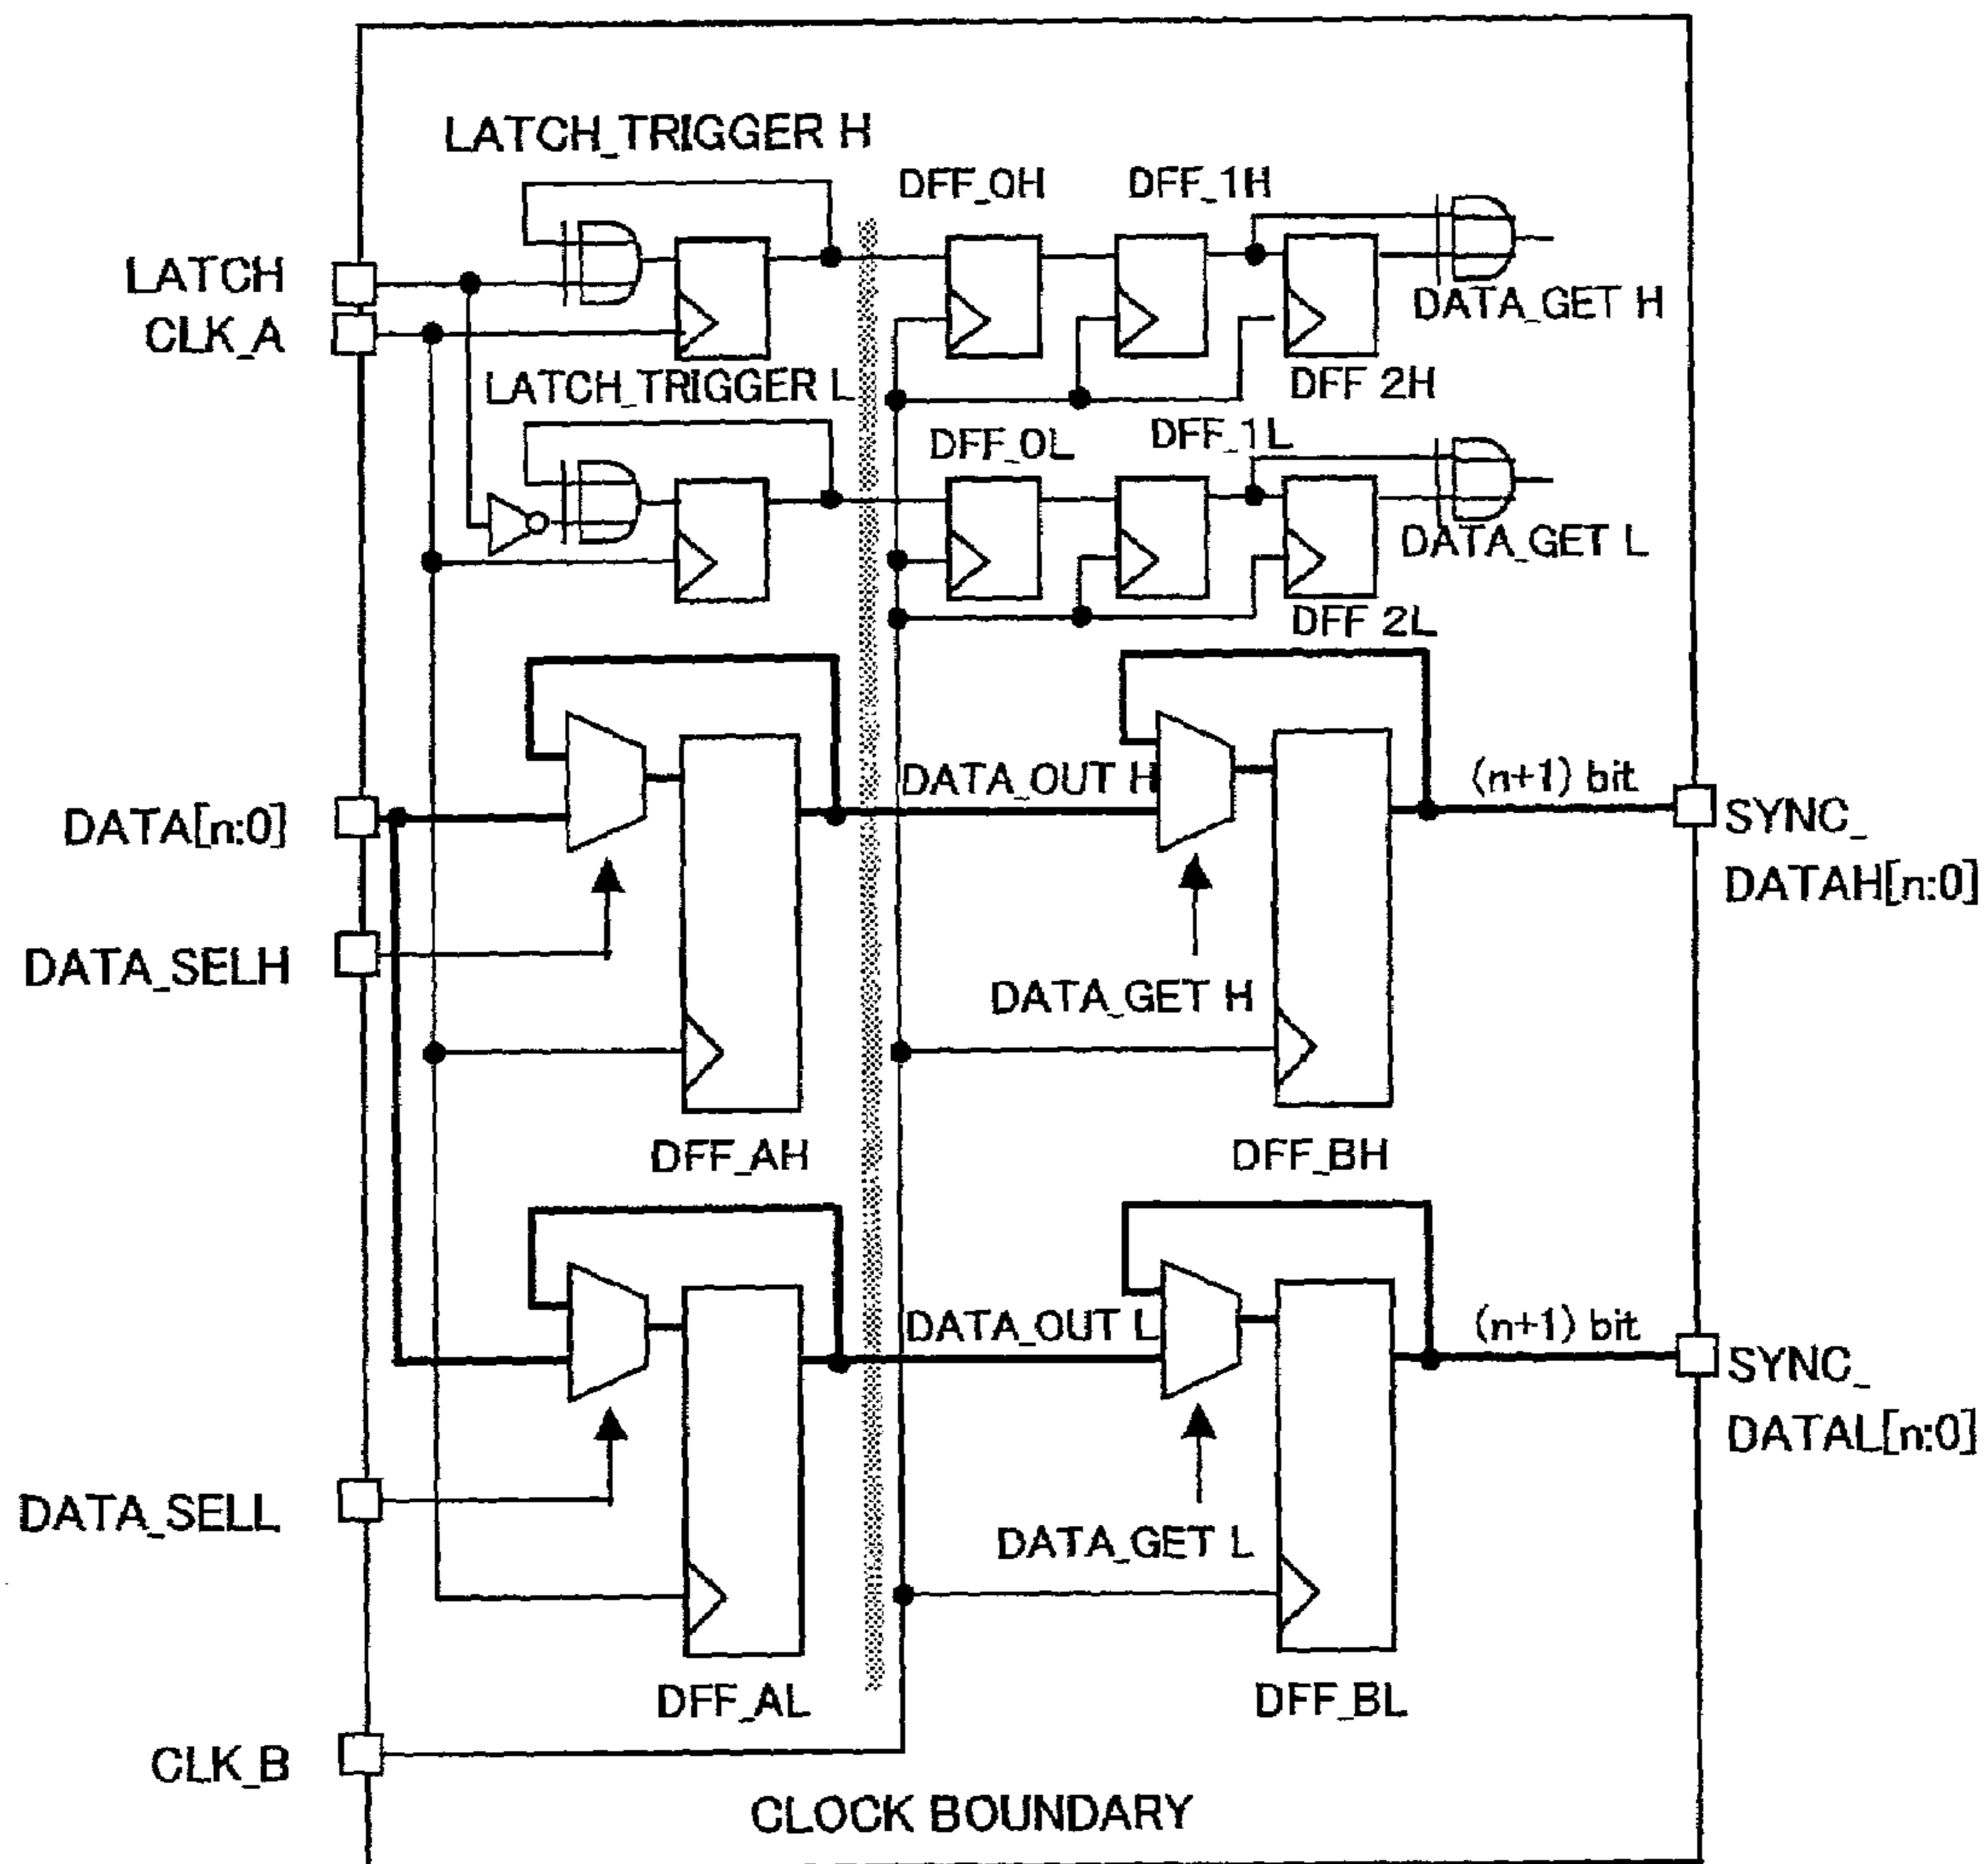 LATCH_TRIGGER H
DFF_0H
DFF_1H
LATCH
CLK_A
DATA_GET H
LATCH_TRIGGER L
DFF 2H
DFF_0L
DFF_1L
DATA_GET L
DFF 2L
DATA[n:0]
DATA_OUT H
(n+1) bit
SYNC_
DATAH[n:0]
DATA_SELH
DATA_GET H
DFF_AH
DFF_BH
DATA_OUT L
(n+1) bit
SYNC_
DATAL[n:0]
DATA_SELL
DATA_GET L
DFF_AL
DFF_BL
CLK_B
CLOCK BOUNDARY